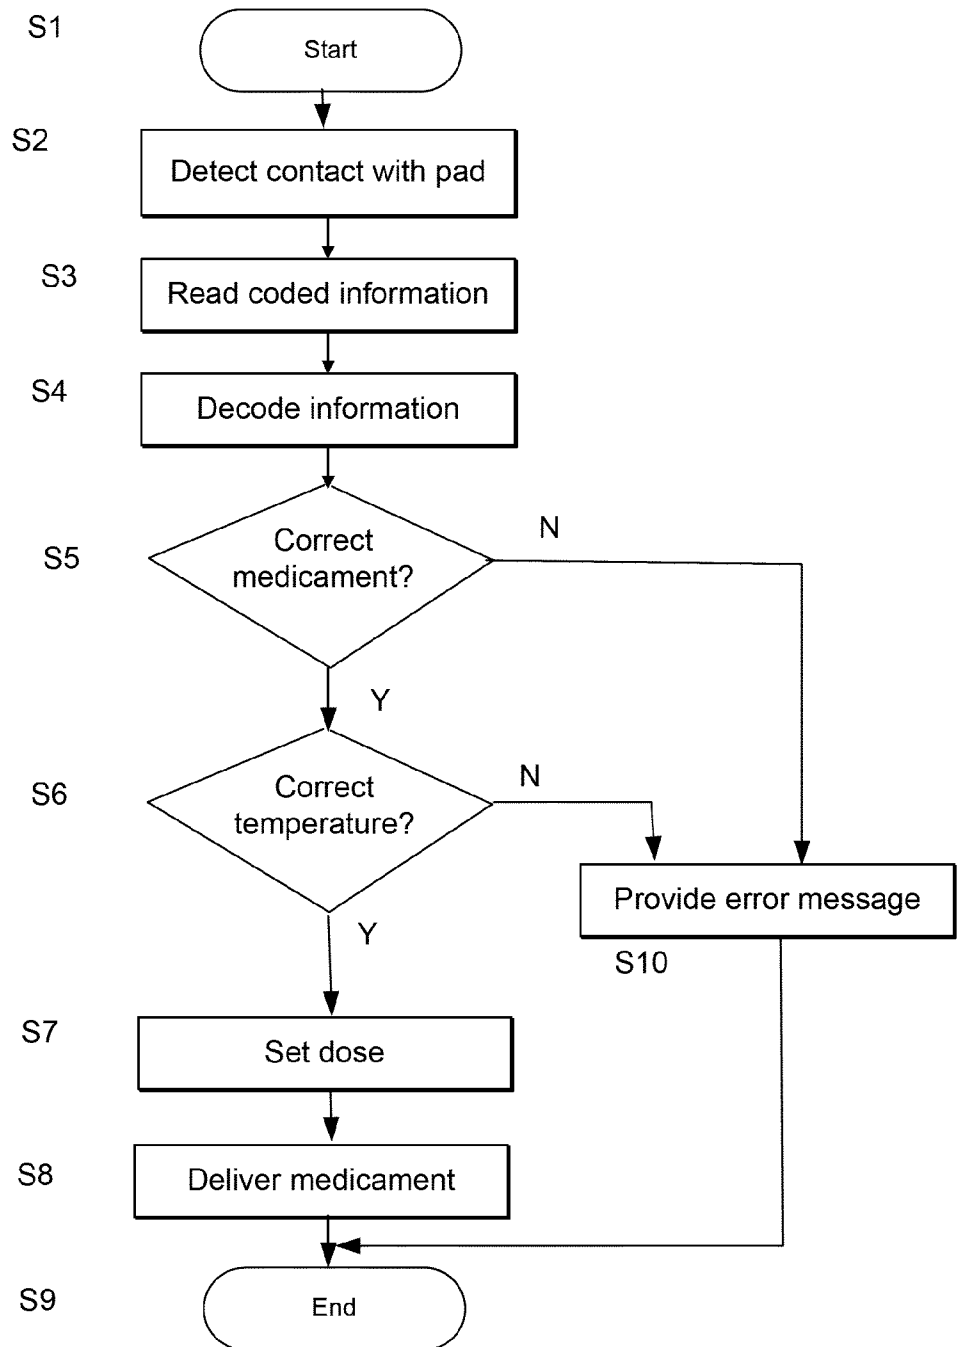 S1
Start
S2
Detect contact with pad
S3
Read coded information
S4
Decode information
S5
Correct
medicament?
N
Y
S6
Correct
temperature?
N
Y
Provide error message
S10
S7
Set dose
S8
Deliver medicament
S9
End